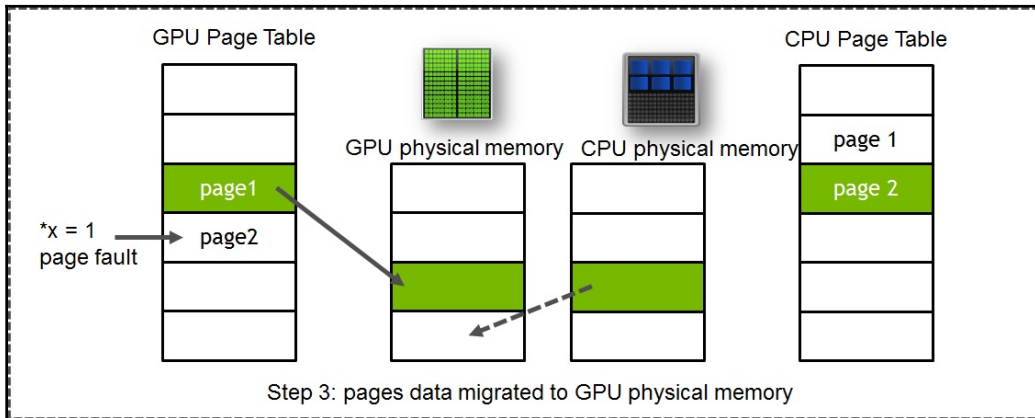 GPU Page Table
CPU Page Table
GPU physical memory
CPU physical memory
page 1
page1
page 2
*x = 1
page fault
page2
Step 3: pages data migrated to GPU physical memory